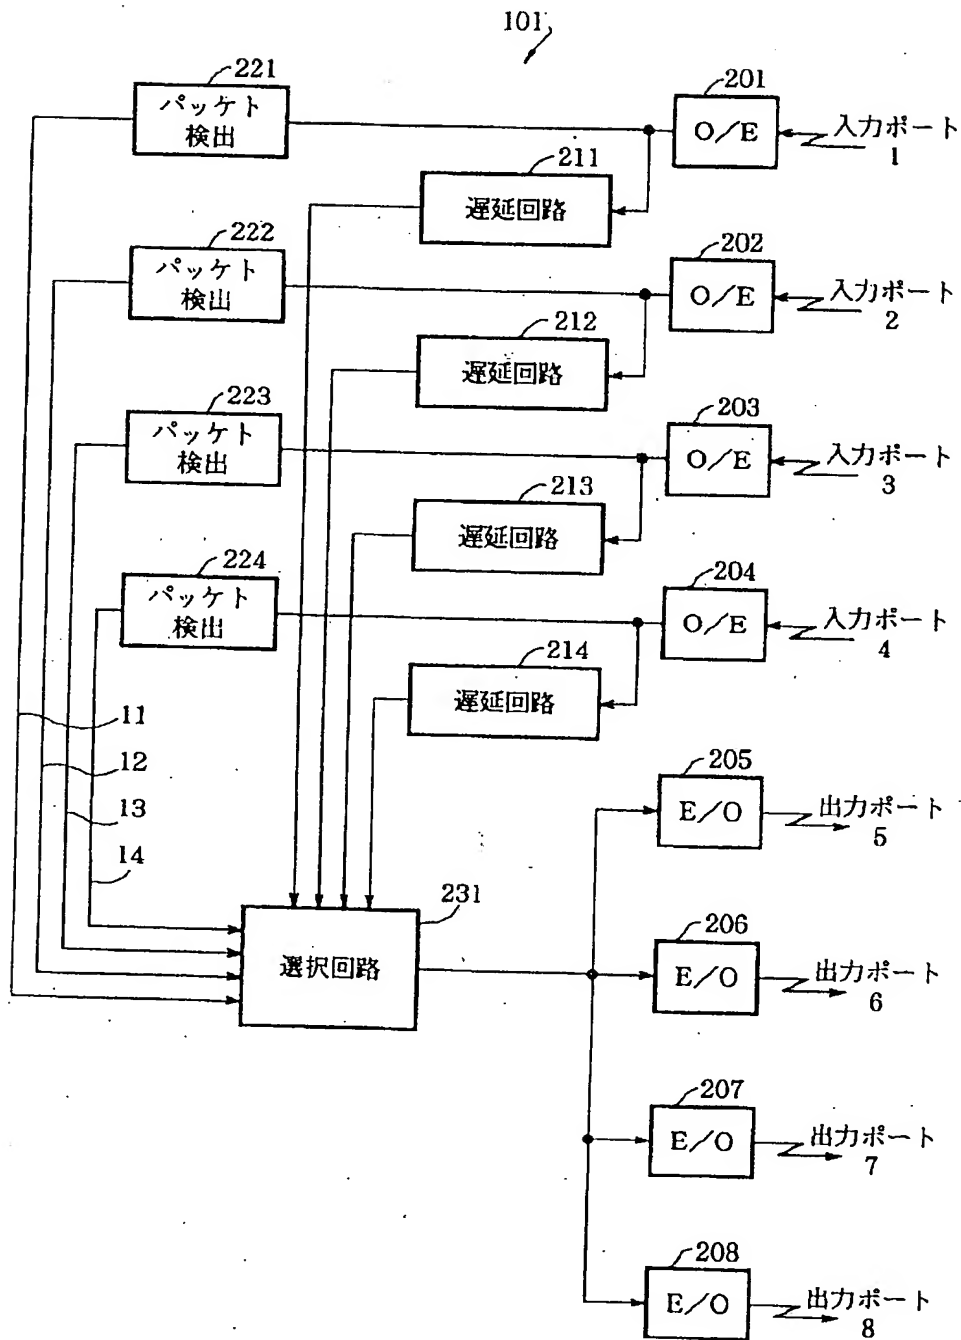 101
221
パッケト
検出
201
O/E
入力ポート
1
211
遅延回路
222
パッケト
検出
202
O/E
入力ポート
2
212
遅延回路
223
パッケト
検出
203
O/E
入力ポート
3
213
遅延回路
224
パッケト
検出
204
O/E
入力ポート
4
214
遅延回路
11
12
13
14
231
選択回路
205
E/O
出力ポート
5
206
E/O
出力ポート
6
207
E/O
出力ポート
7
208
E/O
出力ポート
8